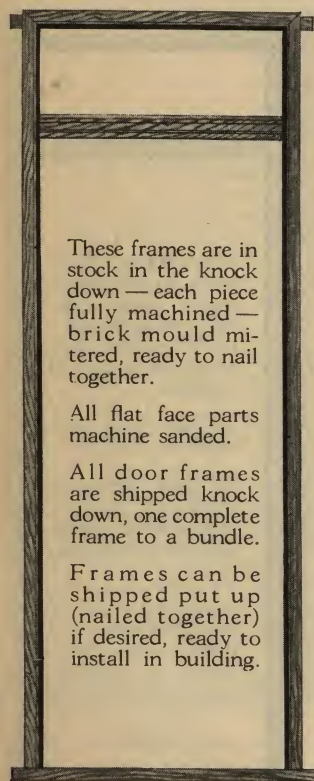 These frames are in
stock in the knock
down — each piece
fully machined —
brick mould mi-
tered, ready to nail
together.
All flat face parts
machine sanded.
All door frames
are shipped knock
down, one complete
frame to a bundle.
Frames can be
shipped put up
(nailed together)
if desired, ready to
install in building.